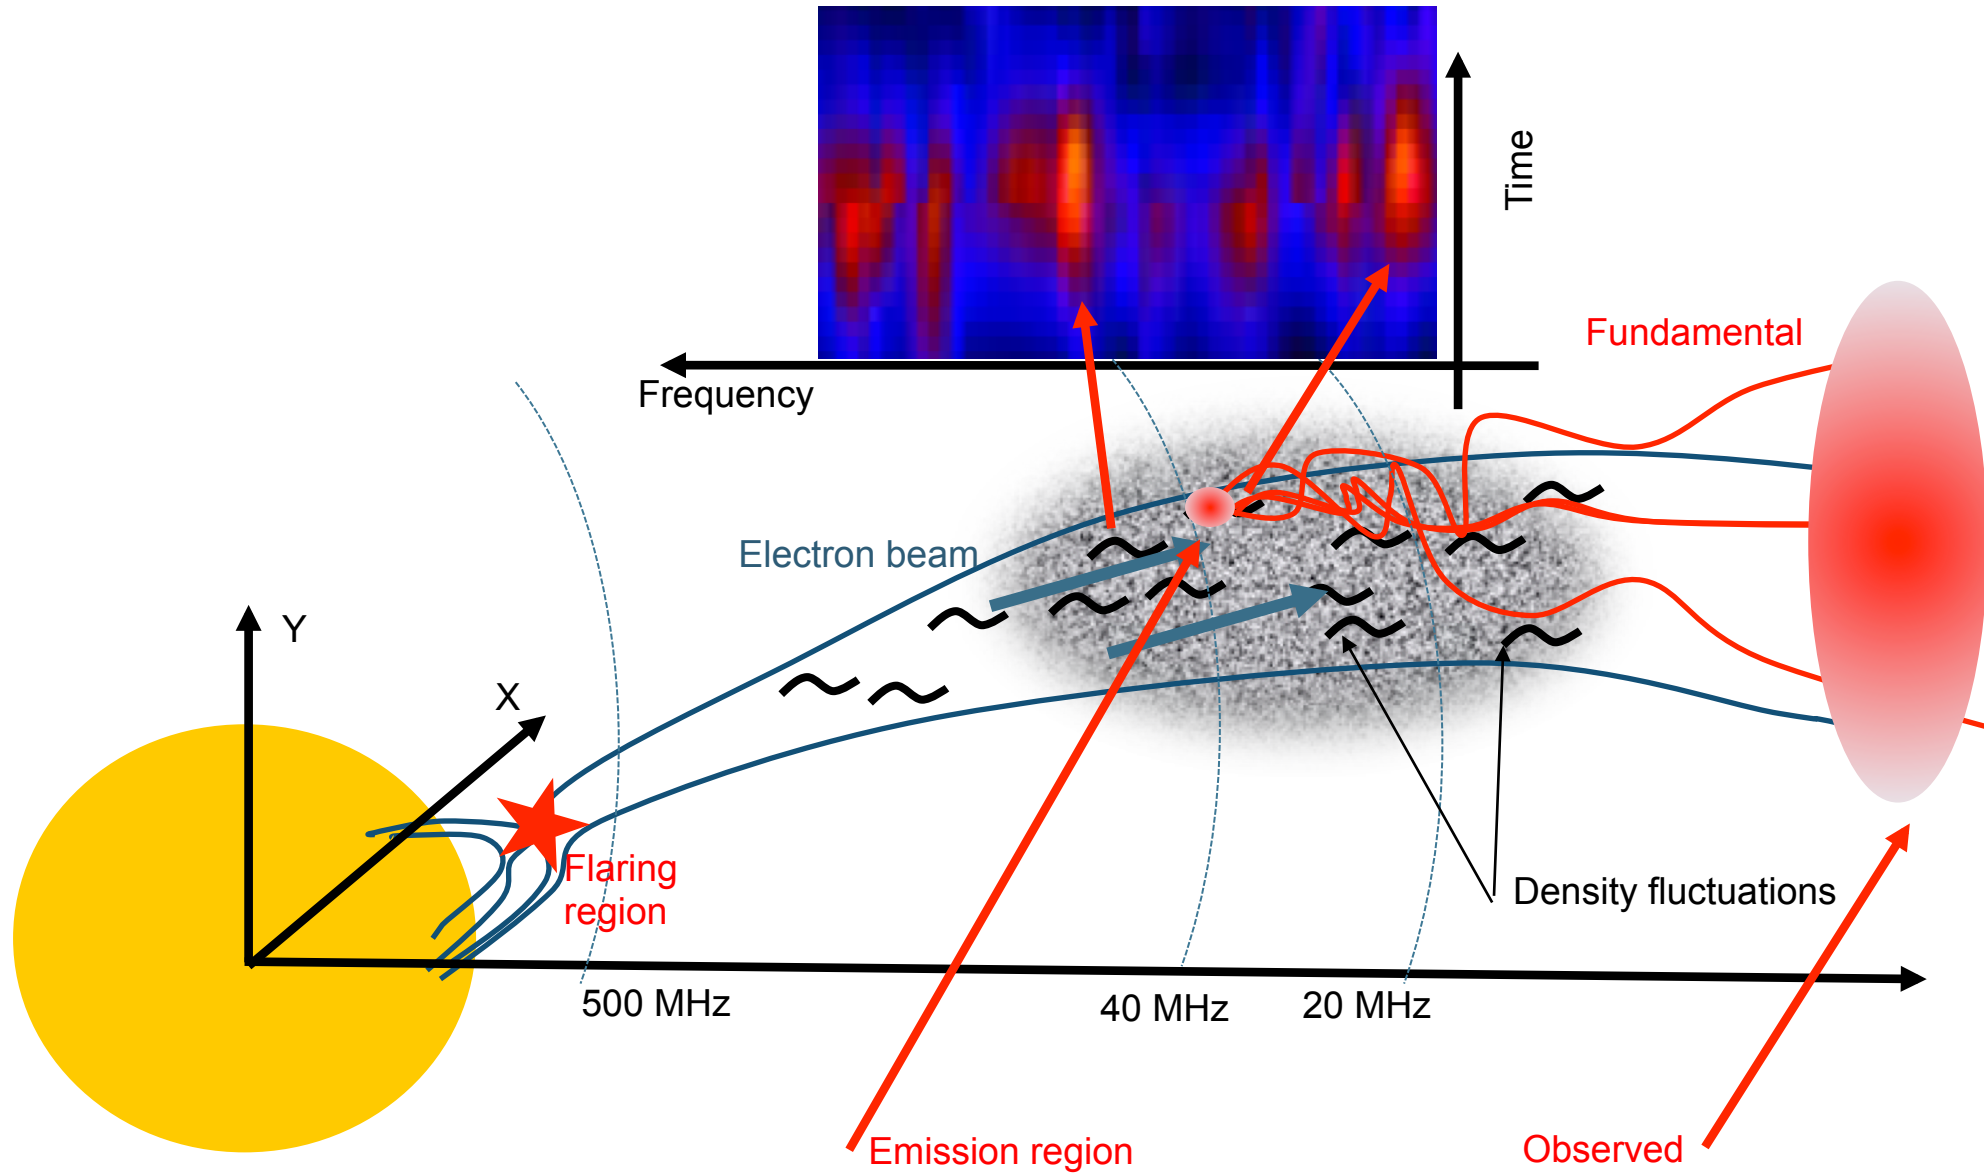 Time
Fundamental
Frequency
Electron beam
Y
X
Flaring
region
Density fluctuations
500 MHz
40 MHz
20 MHz
Emission region
Observed